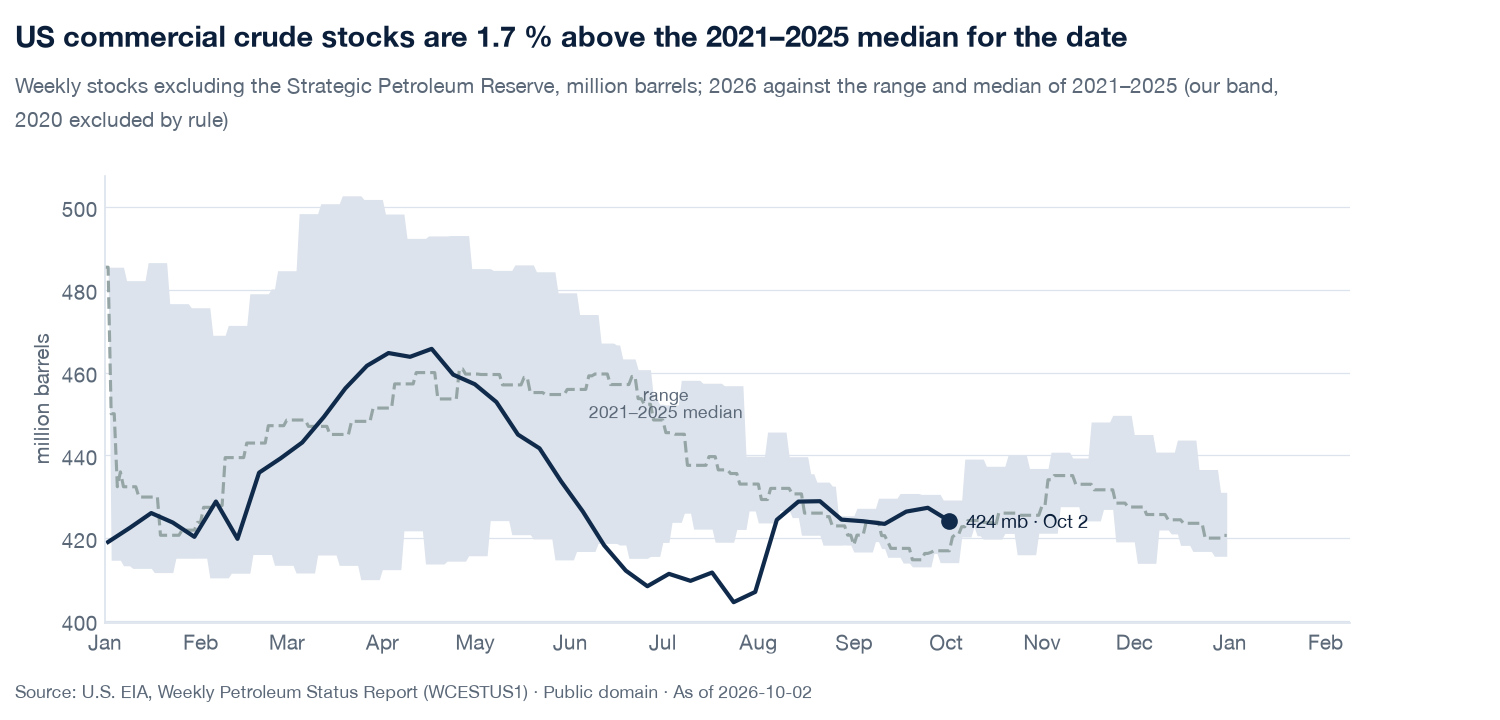 US commercial crude stocks are 1.7 % above the 2021–2025 median for the date
Weekly stocks excluding the Strategic Petroleum Reserve, million barrels; 2026 against the range and median of 2021–2025 (our band,
2020 excluded by rule)
million barrels
500
480
460
440
420
400
range
2021–2025 median
424 mb · Oct 2
Jan Feb Mar Apr May Jun Jul Aug Sep Oct Nov Dec Jan Feb
Source: U.S. EIA, Weekly Petroleum Status Report (WCESTUS1) · Public domain · As of 2026-10-02